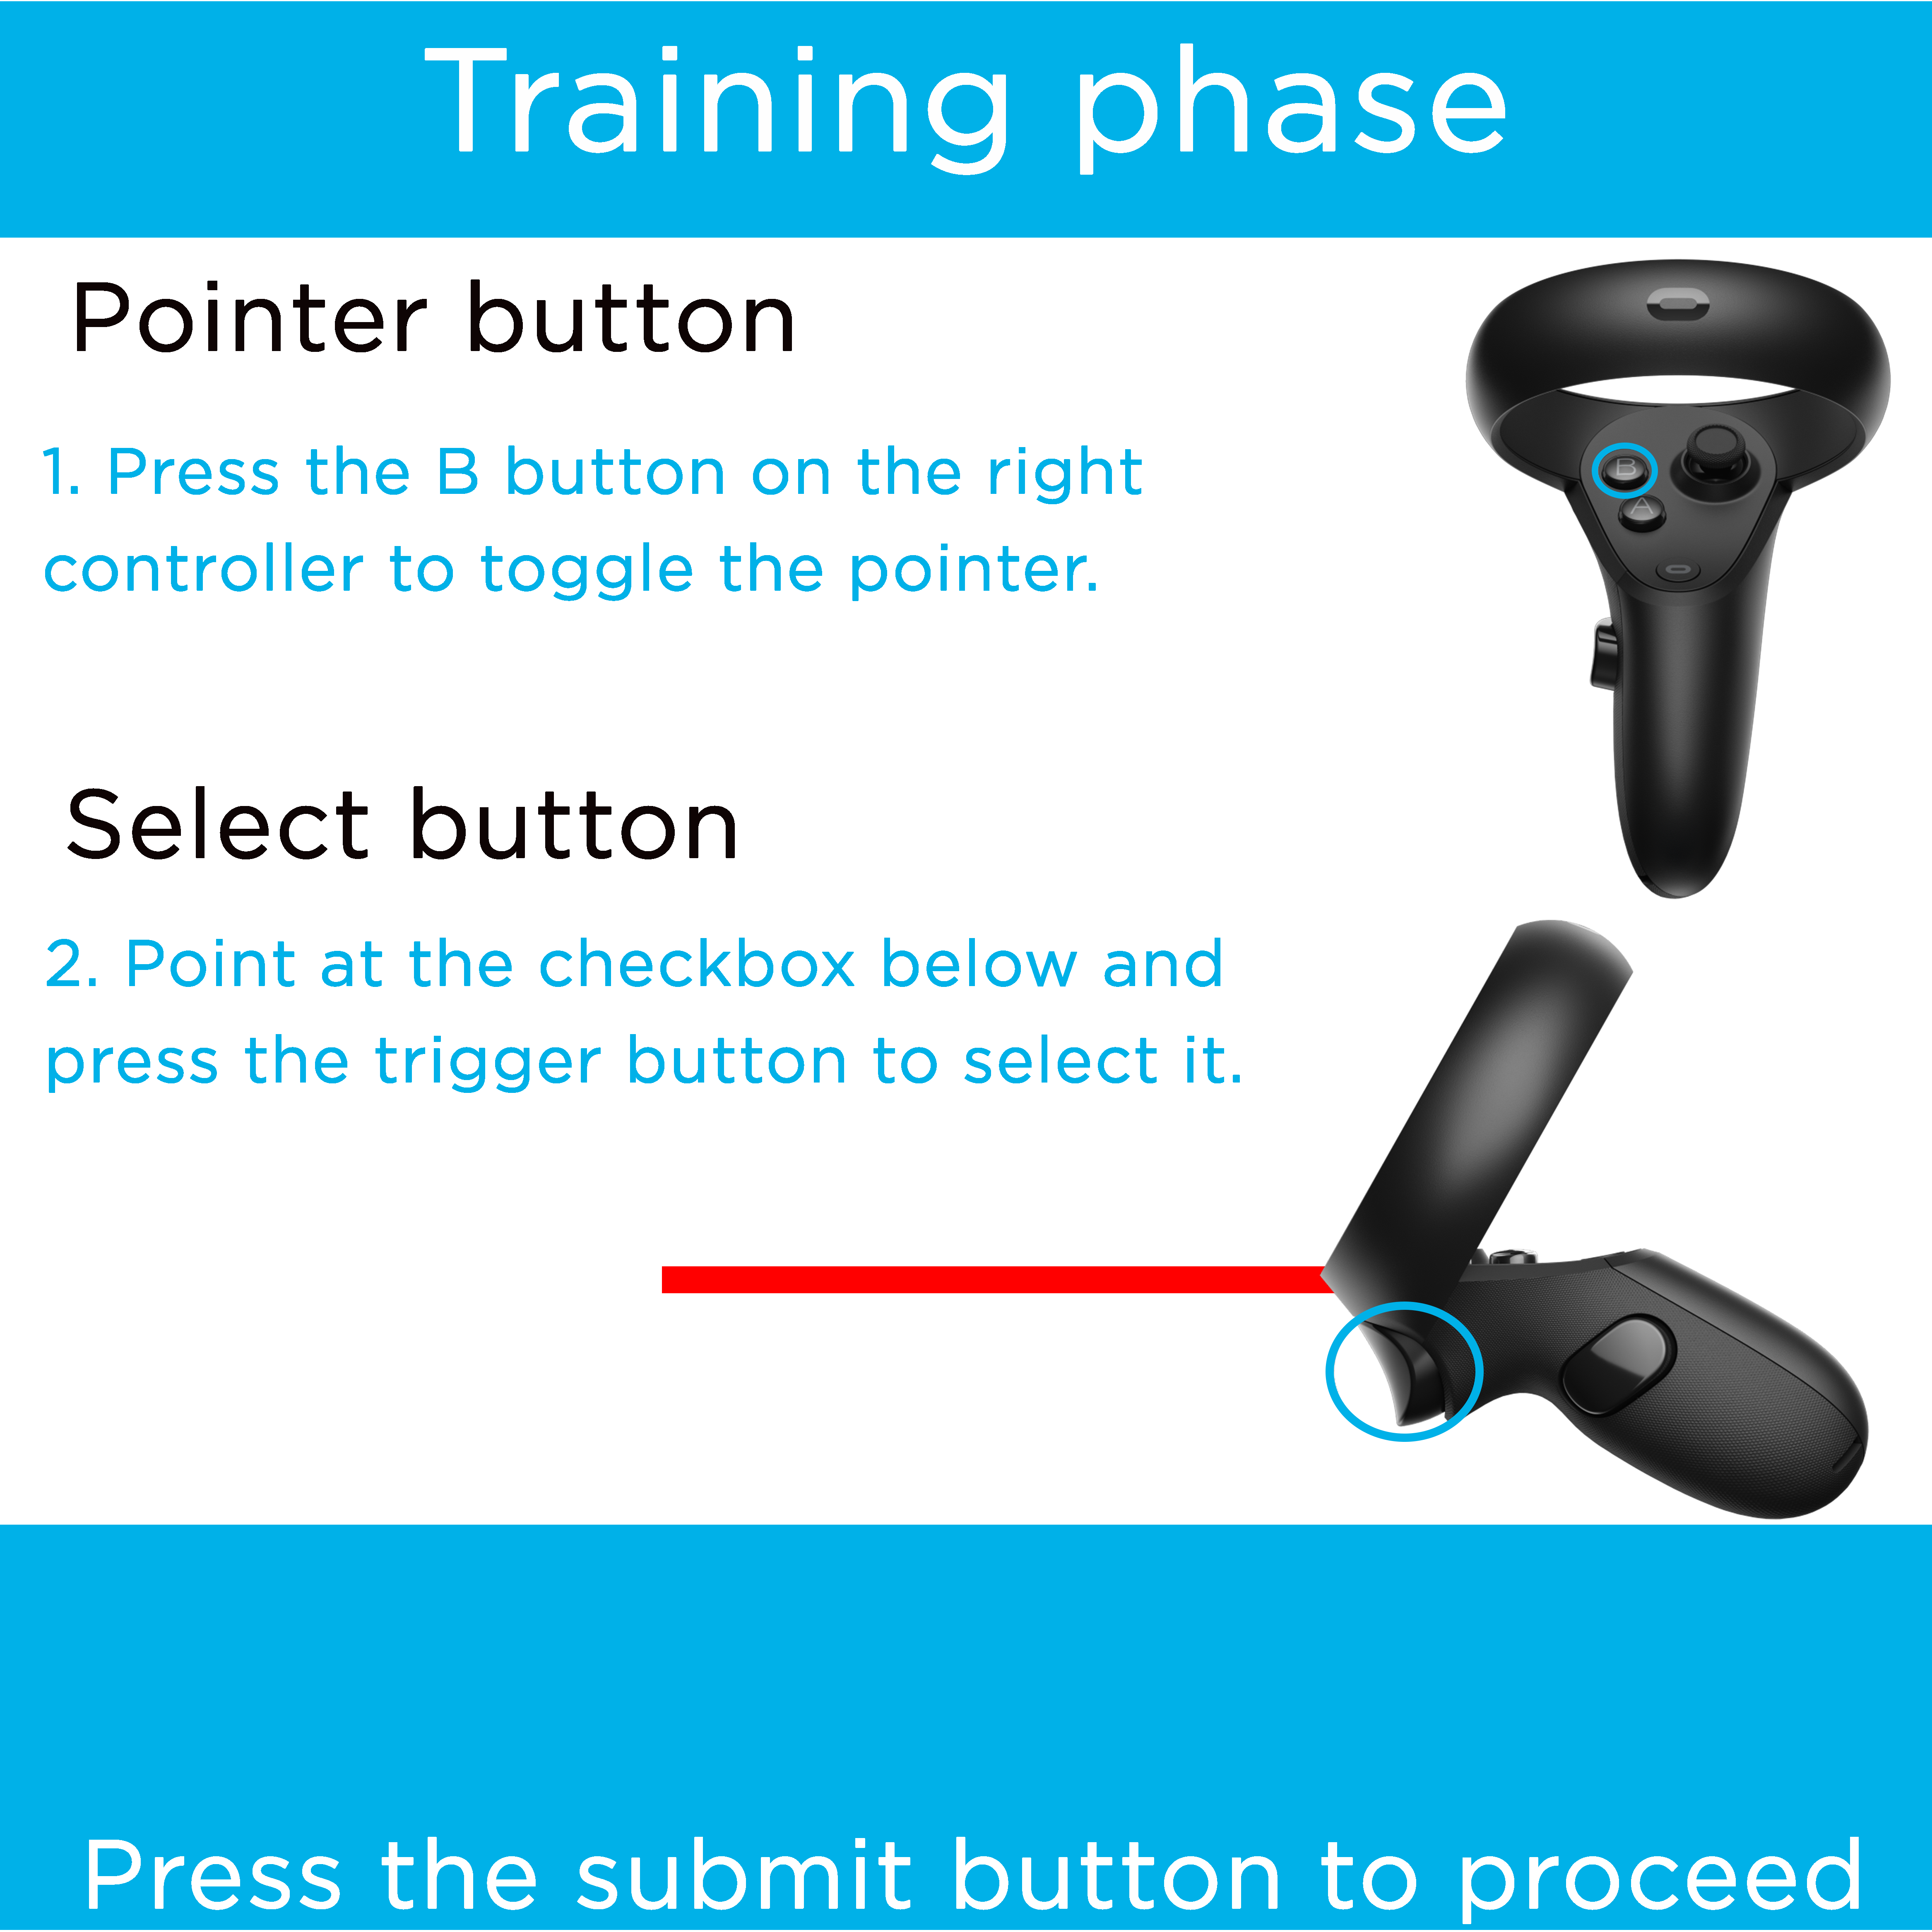 Training phase
Pointer button
1. Press the B button on the right
controller to toggle the pointer.
B
A
Select button
2. Point at the checkbox below and
press the trigger button to select it.
Press the submit button to proceed